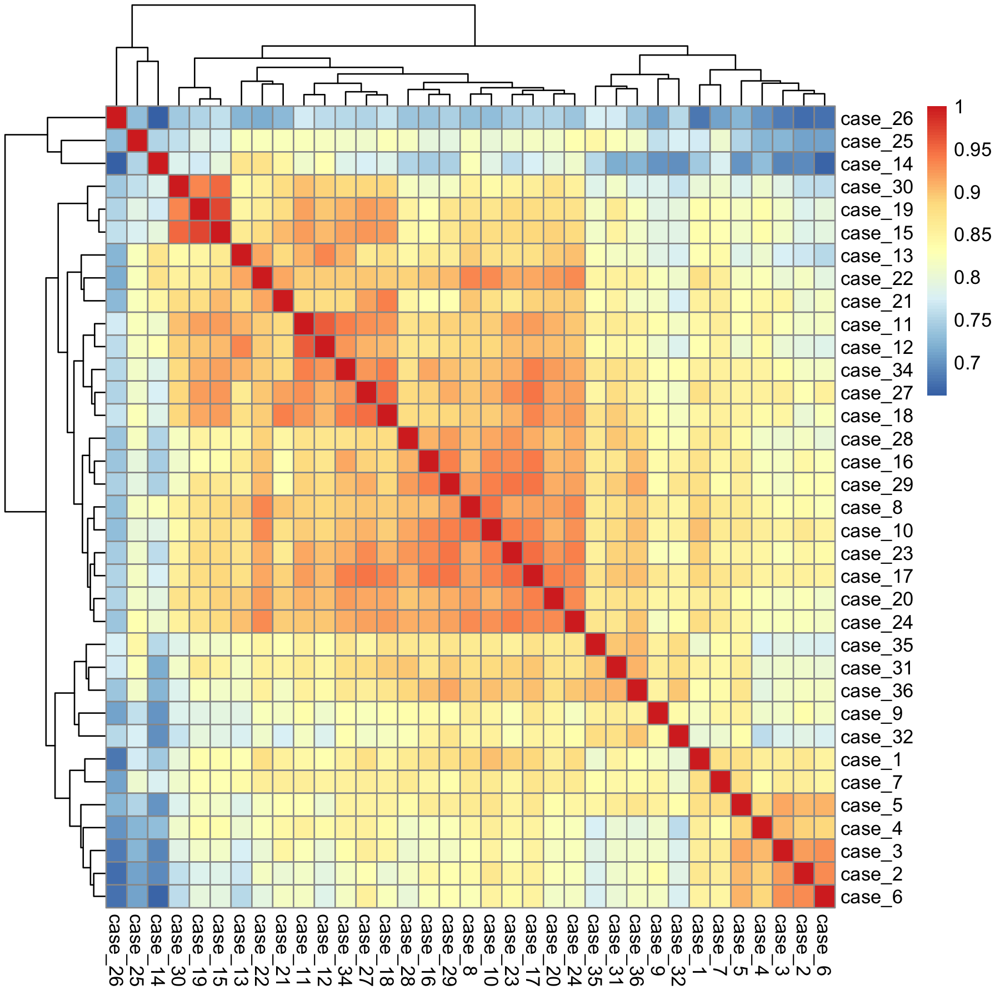 1
0.95
0.9
0.85
0.8
0.75
0.7
case_26
case_25
case_14
case_30
case_19
case_15
case_13
case_22
case_21
case_11
case_12
case_34
case_27
case_18
case_28
case_16
case_29
case_8
case_10
case_23
case_17
case_20
case_24
case_35
case_31
case_36
case_9
case_32
case_1
case_7
case_5
case_4
case_3
case_2
case_6
case_26
case_25
case_14
case_30
case_19
case_15
case_13
case_22
case_21
case_11
case_12
case_34
case_27
case_18
case_28
case_16
case_29
case_8
case_10
case_23
case_17
case_20
case_24
case_35
case_31
case_36
case_9
case_32
case_1
case_7
case_5
case_4
case_3
case_2
case_6